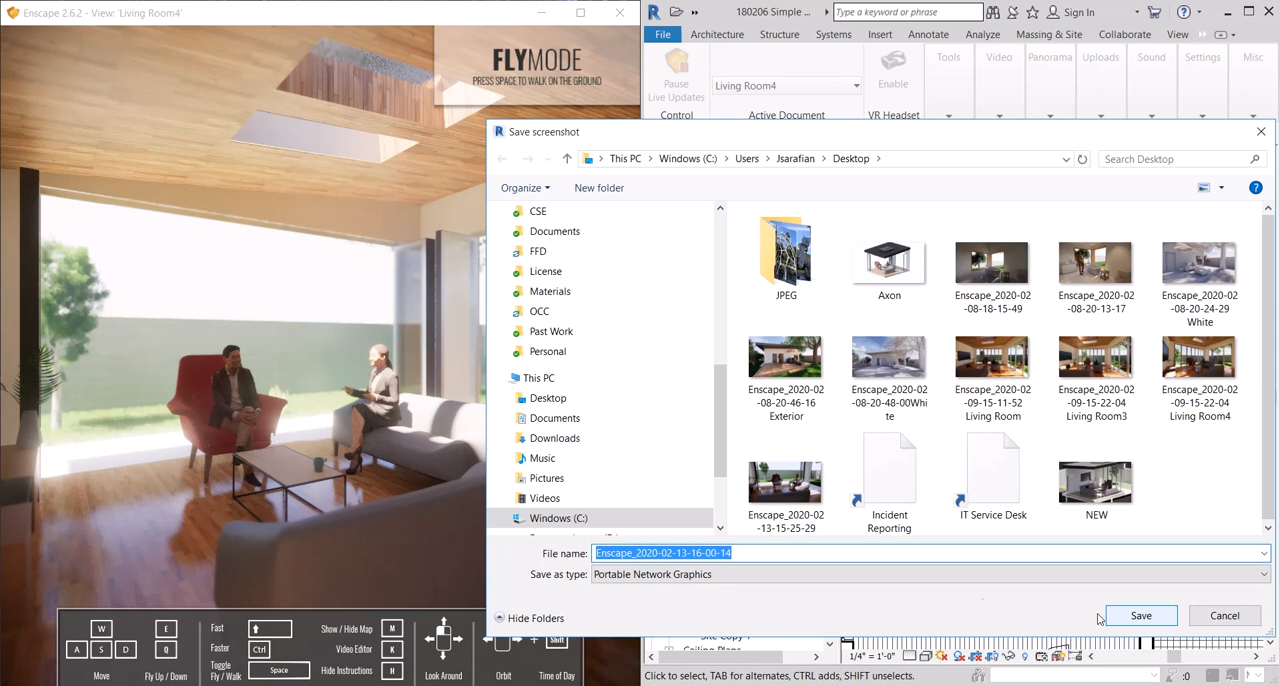 Enscape 2.6.2 - View: 'Living Room4'
FLYMODE
PRESS SPACE TO WALK ON THE GROUND
180206 Simple ...
Type a keyword or phrase
Sign In
File Architecture Structure Systems Insert Annotate Analyze Massing & Site Collaborate View
Pause
Live Updates
Living Room4
Enable
Tools Video Panorama Uploads Sound Settings Misc
Control Active Document VR Headset
Save screenshot
This PC > Windows (C:) > Users > Jsarafian > Desktop >
Search Desktop
Organize New folder
CSE
Documents
FFD
License
Materials
OCC
Past Work
Personal
This PC
Desktop
Documents
Downloads
Music
Pictures
Videos
Windows (C:)
JPEG
Axon
Enscape_2020-02
-08-18-15-49
Enscape_2020-02
-08-20-13-17
Enscape_2020-02
-08-20-24-29
White
Enscape_2020-02
-08-20-46-16
Exterior
Enscape_2020-02
-08-20-48-00Whi
te
Enscape_2020-02
-09-15-11-52
Living Room
Enscape_2020-02
-09-15-22-04
Living Room3
Enscape_2020-02
-09-15-22-04
Living Room4
Enscape_2020-02
-13-15-25-29
Incident
Reporting
IT Service Desk
NEW
File name: Enscape_2020-02-13-16-00-14
Save as type: Portable Network Graphics
Hide Folders
Save
Cancel
W
A S D
Move
E
Q
Fly Up / Down
Fast
Faster Ctrl
Toggle
Fly / Walk
Space
Show / Hide Map M
Video Editor K
Hide Instructions H
Look Around
Orbit
Shift
Time of Day
Ceiling Plans
1/4" = 1'-0"
Click to select, TAB for alternates, CTRL adds, SHIFT unselects.
:0